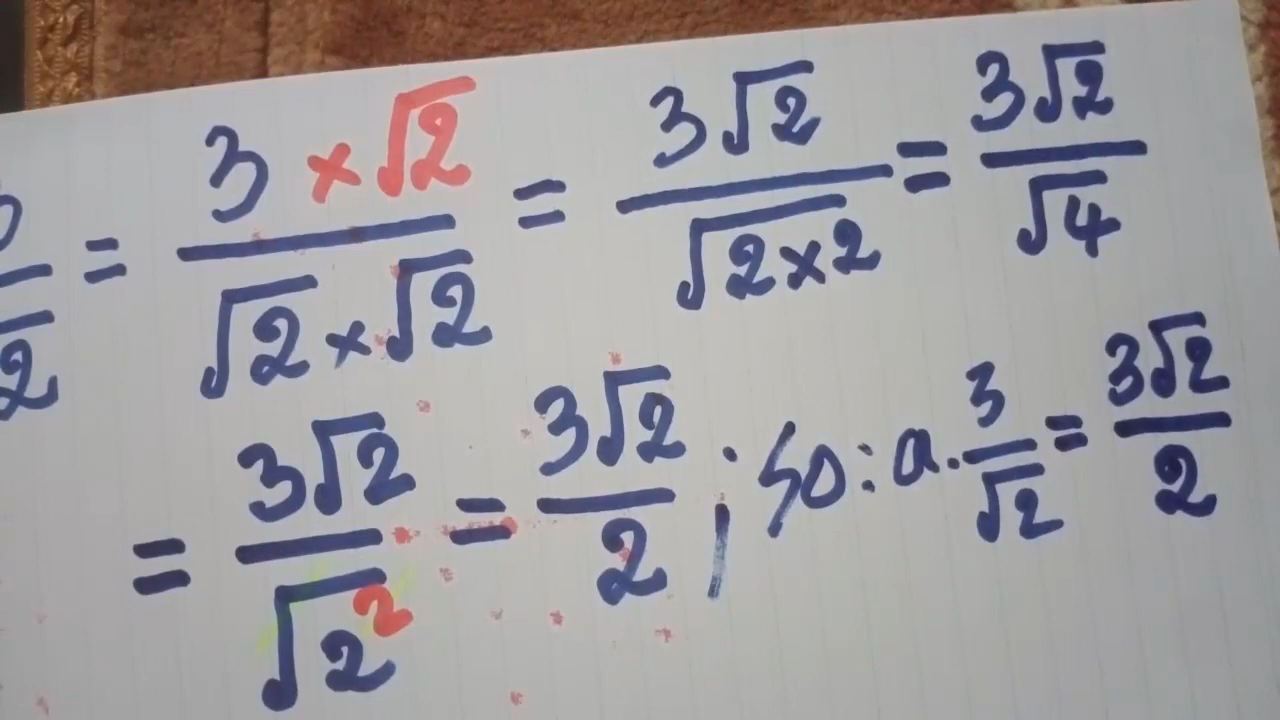 = 3 ×√2 / √2 × √2 = 3√2 / √2×2 = 3√2 / √4
= 3√2 / √2² = 3√2 / 2 ; so : a. 3 / √2 = 3√2 / 2